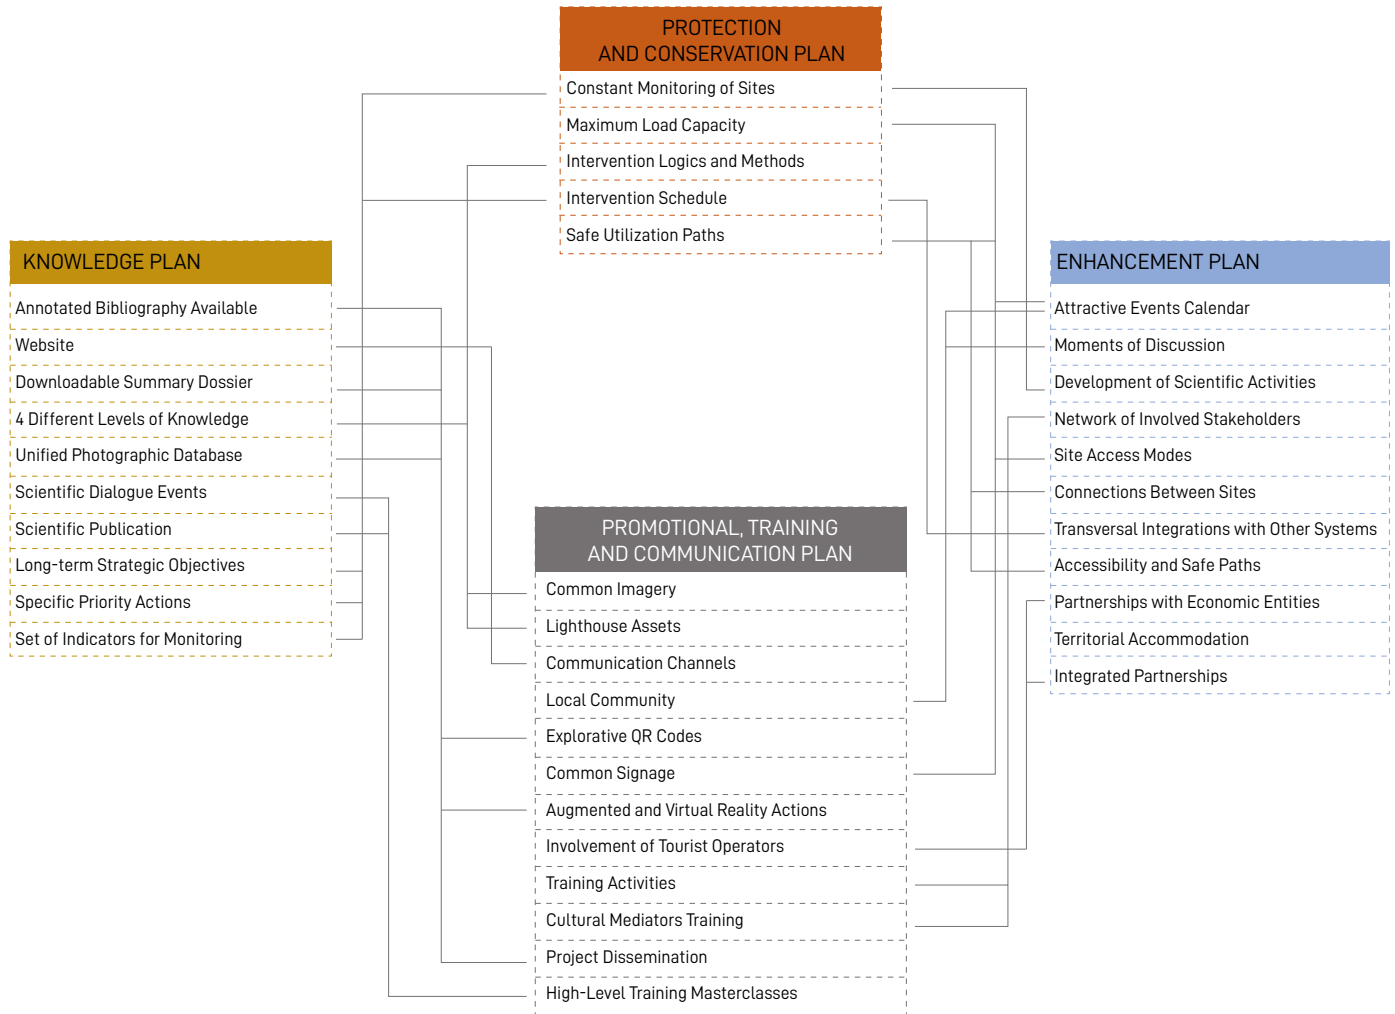 PROTECTION
AND CONSERVATION PLAN
Constant Monitoring of Sites
Maximum Load Capacity
Intervention Logics and Methods
Intervention Schedule
Safe Utilization Paths
KNOWLEDGE PLAN
Annotated Bibliography Available
Website
Downloadable Summary Dossier
4 Different Levels of Knowledge
Unified Photographic Database
Scientific Dialogue Events
Scientific Publication
Long-term Strategic Objectives
Specific Priority Actions
Set of Indicators for Monitoring
ENHANCEMENT PLAN
Attractive Events Calendar
Moments of Discussion
Development of Scientific Activities
Network of Involved Stakeholders
Site Access Modes
Connections Between Sites
Transversal Integrations with Other Systems
Accessibility and Safe Paths
Partnerships with Economic Entities
Territorial Accommodation
Integrated Partnerships
PROMOTIONAL, TRAINING
AND COMMUNICATION PLAN
Common Imagery
Lighthouse Assets
Communication Channels
Local Community
Explorative QR Codes
Common Signage
Augmented and Virtual Reality Actions
Involvement of Tourist Operators
Training Activities
Cultural Mediators Training
Project Dissemination
High-Level Training Masterclasses